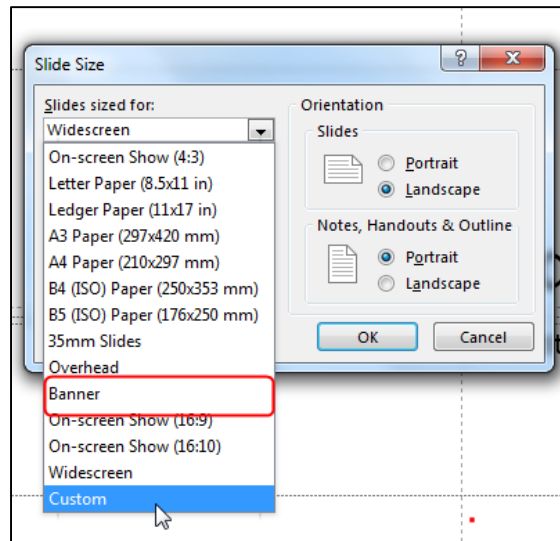 Slide Size
Slides sized for:
Widescreen
On-screen Show (4:3)
Letter Paper (8.5x11 in)
Ledger Paper (11x17 in)
A3 Paper (297x420 mm)
A4 Paper (210x297 mm)
B4 (ISO) Paper (250x353 mm)
B5 (ISO) Paper (176x250 mm)
35mm Slides
Overhead
Banner
On-screen Show (16:9)
On-screen Show (16:10)
Widescreen
Custom
Orientation
Slides
Portrait
Landscape
Notes, Handouts & Outline
Portrait
Landscape
OK
Cancel